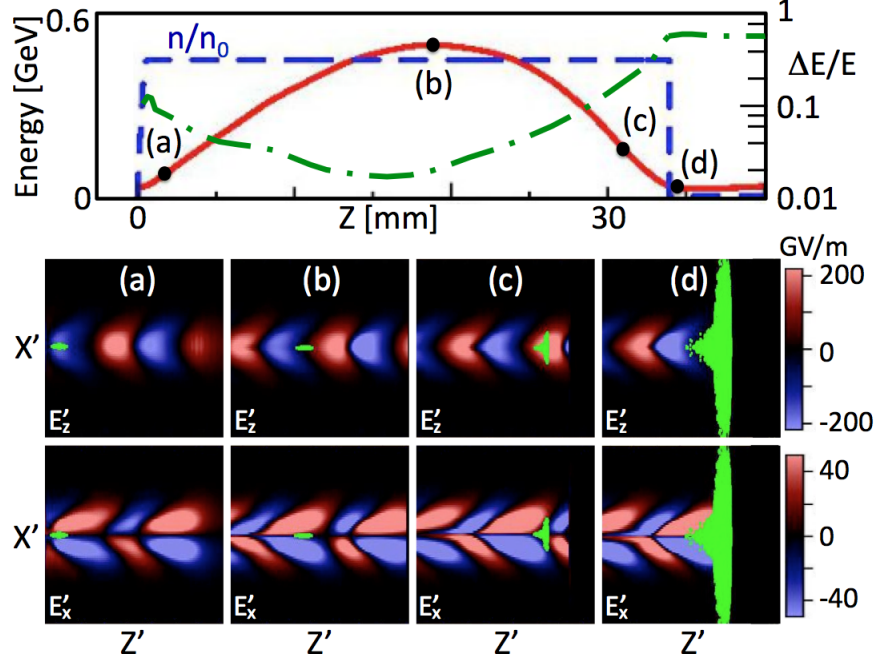 0.6
n/n₀
1
Energy [GeV]
(a)
(b)
(c)
(d)
0.1
ΔE/E
0
0.01
0
Z [mm]
30
GV/m
(a)
(b)
(c)
(d)
200
X'
0
E'z
E'z
E'z
E'z
-200
40
X'
0
E'x
E'x
E'x
E'x
-40
Z'
Z'
Z'
Z'